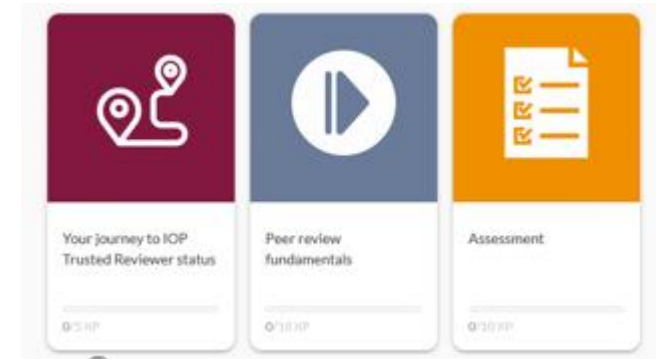 Your journey to IOP
Trusted Reviewer status
Peer review
fundamentals
Assessment
0/5 XP
0/10 XP
0/10 XP